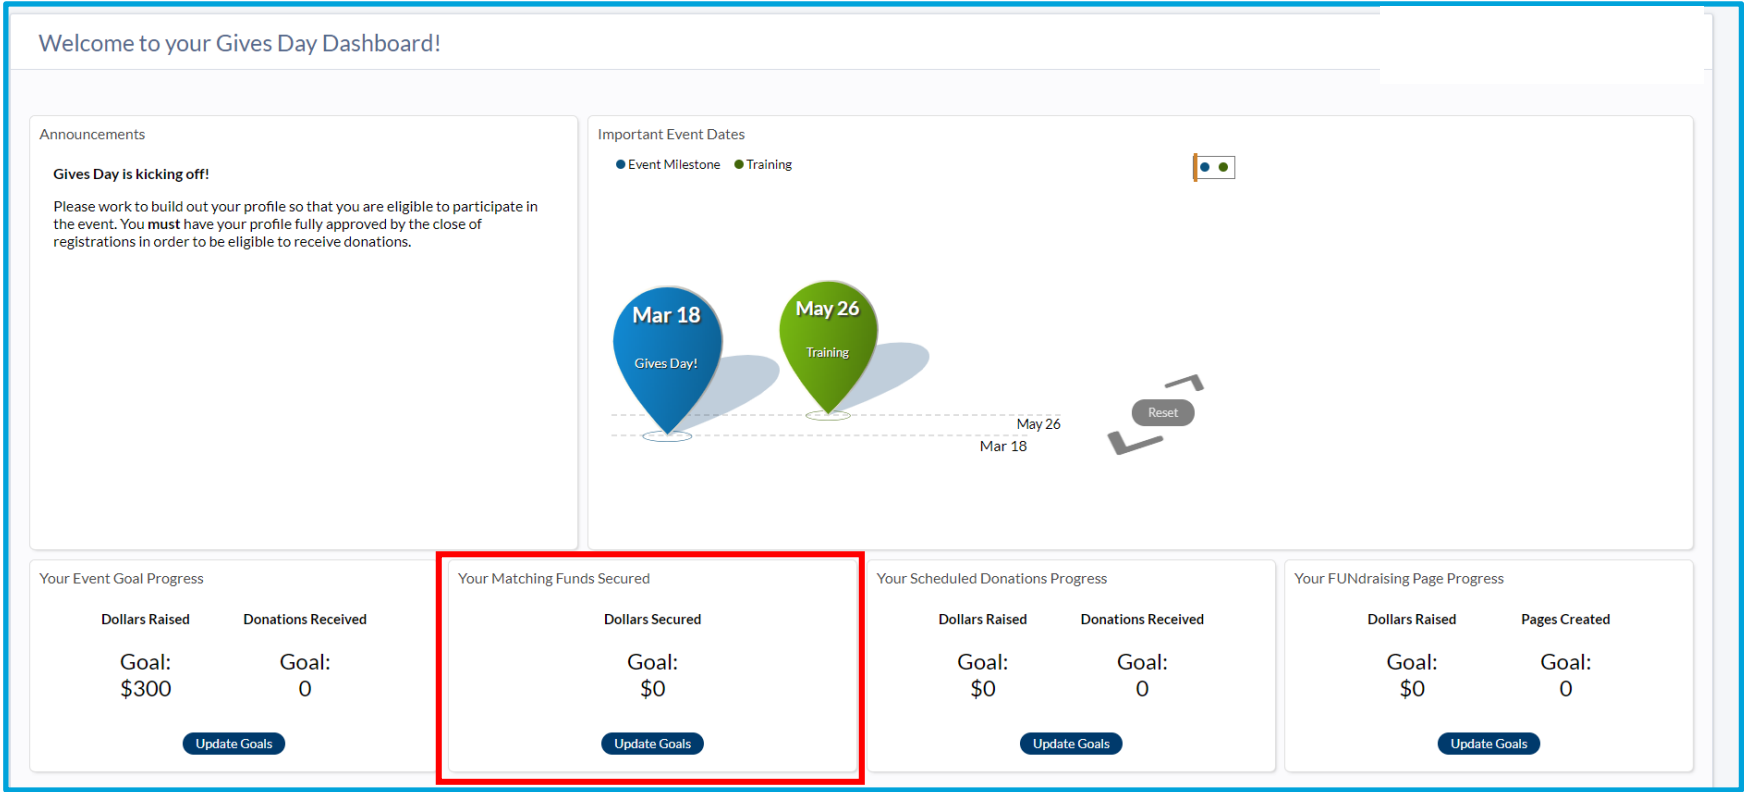 Welcome to your Gives Day Dashboard!
Announcements
Gives Day is kicking off!
Please work to build out your profile so that you are eligible to participate in
the event. You must have your profile fully approved by the close of
registrations in order to be eligible to receive donations.
Important Event Dates
Event Milestone Training
Mar 18
Gives Day!
May 26
Training
May 26
Mar 18
Reset
Your Event Goal Progress
Dollars Raised Donations Received
Goal: Goal:
$300 0
Update Goals
Your Matching Funds Secured
Dollars Secured
Goal:
$0
Update Goals
Your Scheduled Donations Progress
Dollars Raised Donations Received
Goal: Goal:
$0 0
Update Goals
Your FUNdraising Page Progress
Dollars Raised Pages Created
Goal: Goal:
$0 0
Update Goals